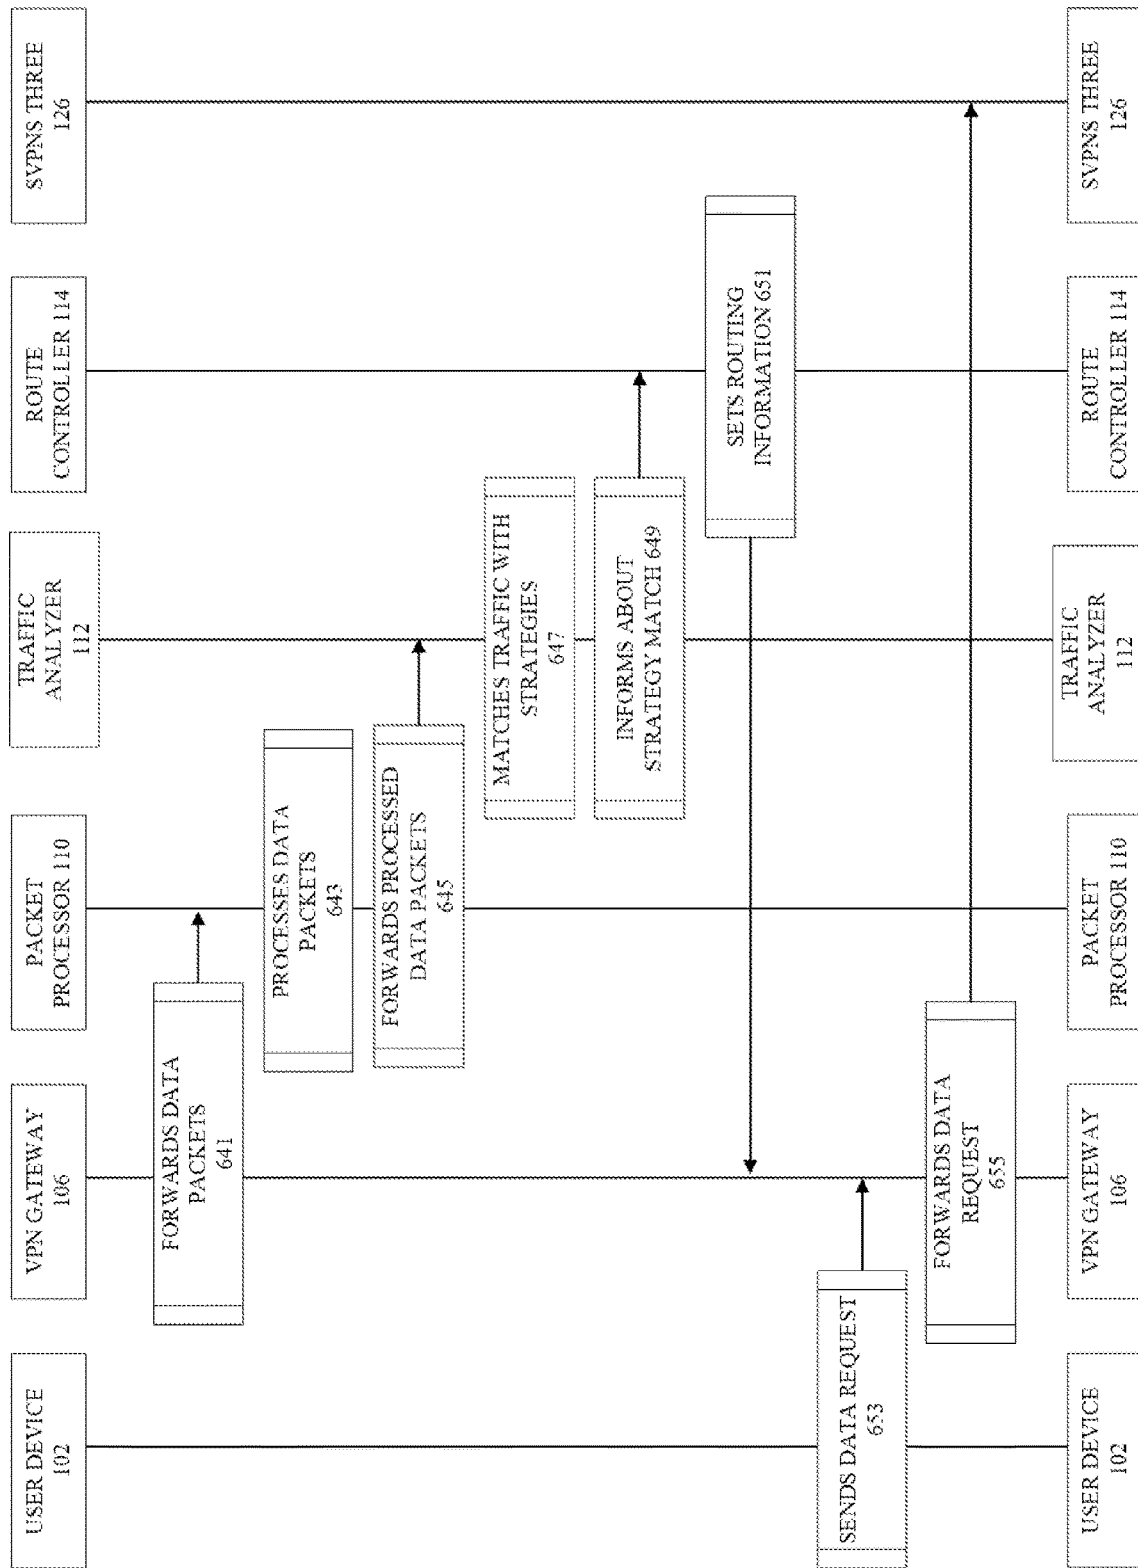 USER DEVICE
102
VPN GATEWAY
106
PACKET
PROCESSOR 110
TRAFFIC
ANALYZER
112
ROUTE
CONTROLLER 114
SVPNS THREE
126
FORWARDS DATA
PACKETS
641
PROCESSES DATA
PACKETS
643
FORWARDS PROCESSED
DATA PACKETS
645
MATCHES TRAFFIC WITH
STRATEGIES
647
INFORMS ABOUT
STRATEGY MATCH 649
SETS ROUTING
INFORMATION 651
SENDS DATA REQUEST
653
FORWARDS DATA
REQUEST
655
USER DEVICE
102
VPN GATEWAY
106
PACKET
PROCESSOR 110
TRAFFIC
ANALYZER
112
ROUTE
CONTROLLER 114
SVPNS THREE
126